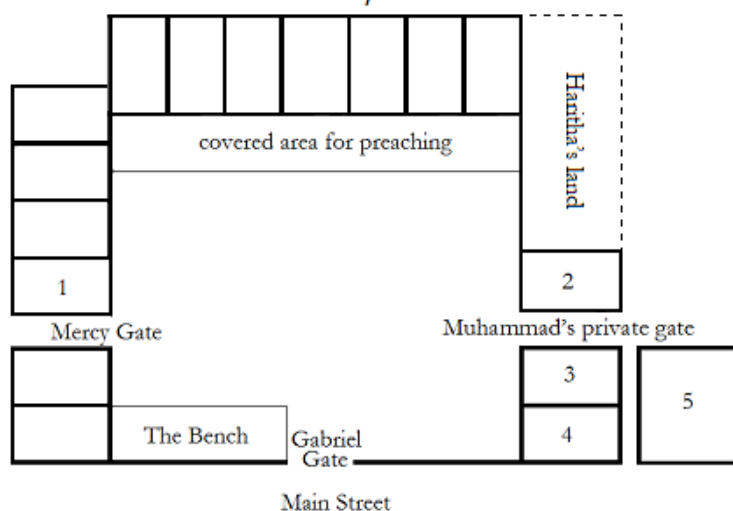 covered area for preaching
Haritha's land
1
2
Mercy Gate
Muhammad's private gate
3
5
The Bench
Gabriel
Gate
4
Main Street